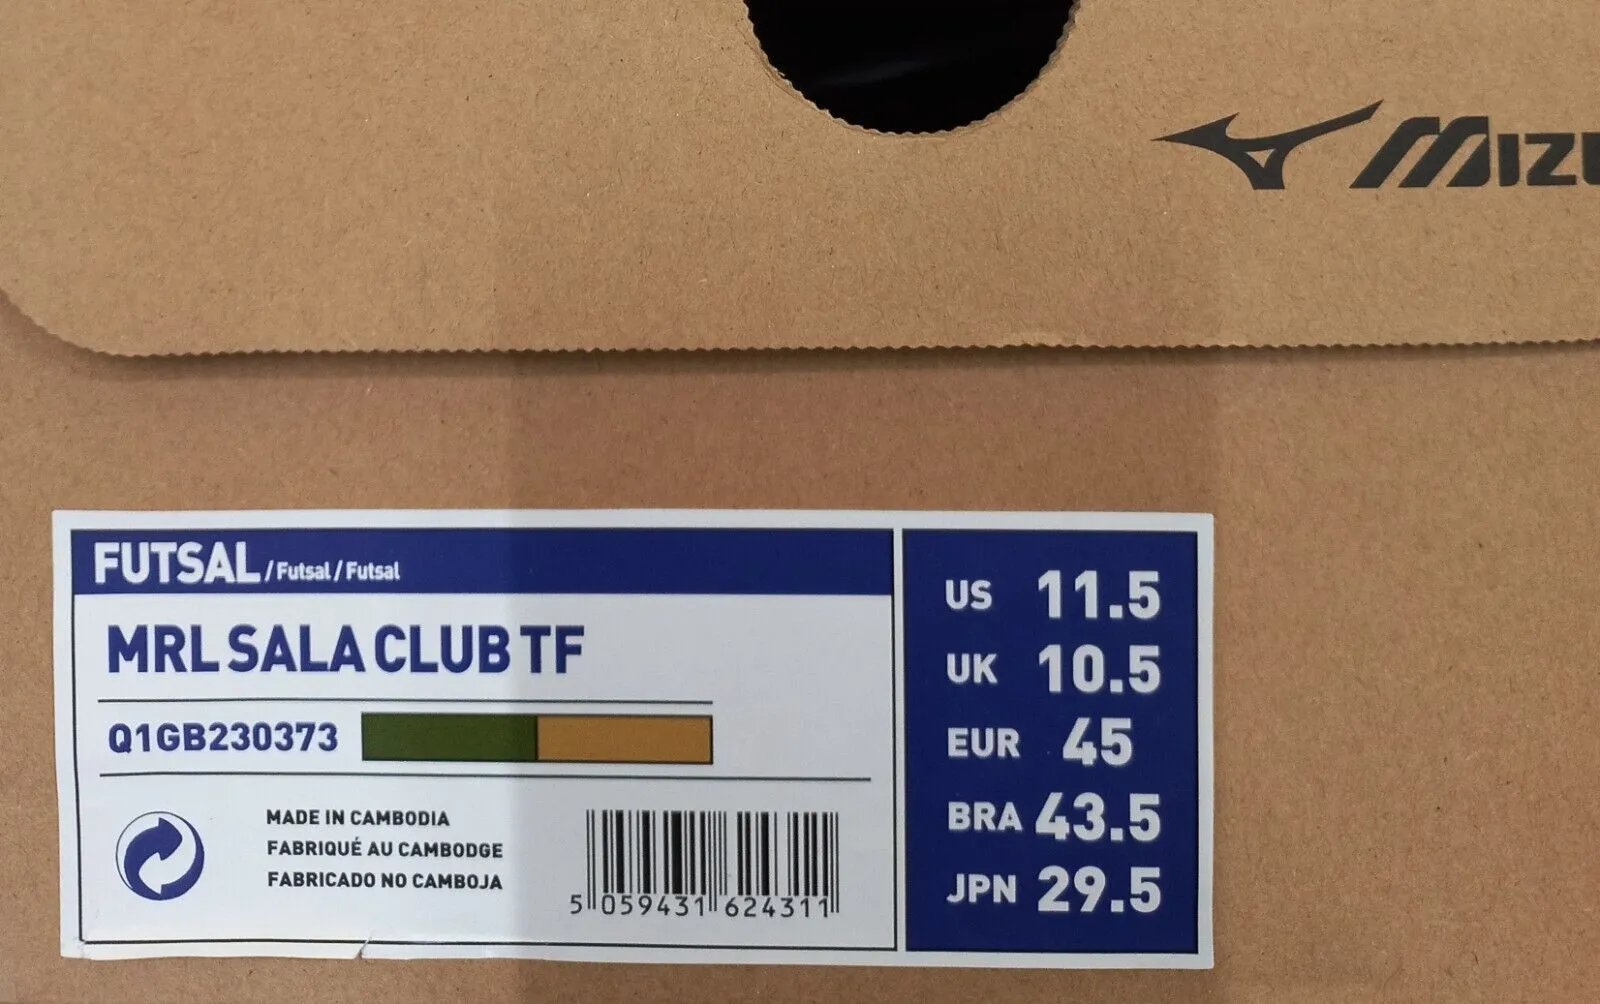 MIZU
FUTSAL/Futsal/Futsal
MRL SALA CLUB TF
Q1GB230373
MADE IN CAMBODIA
FABRIQUÉ AU CAMBODGE
FABRICADO NO CAMBOJA
5 059431 624311
US 11.5
UK 10.5
EUR 45
BRA 43.5
JPN 29.5